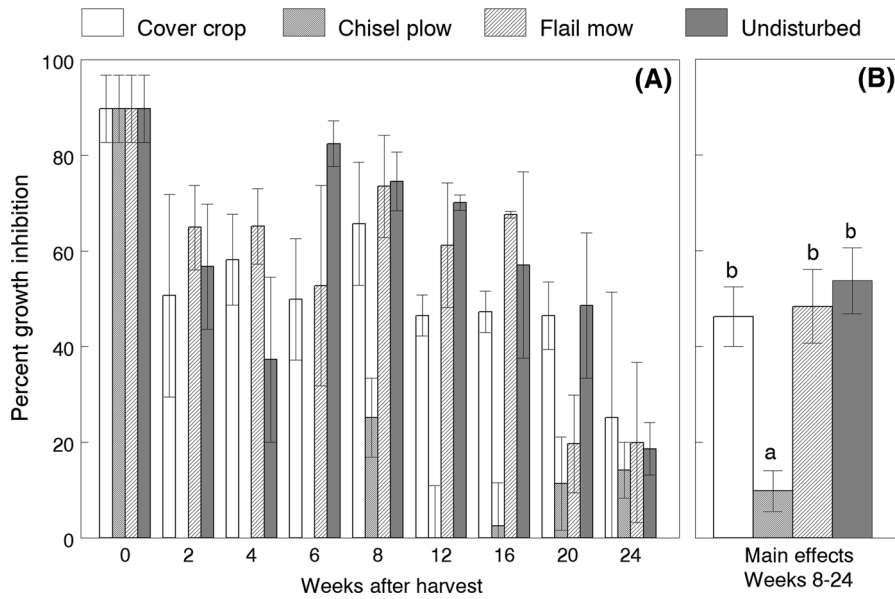 Cover crop Chisel plow Flail mow Undisturbed
(A) (B)
Percent growth inhibition
100
80
60
40
20
0
b b b
a
0 2 4 6 8 12 16 20 24
Weeks after harvest
Main effects
Weeks 8-24